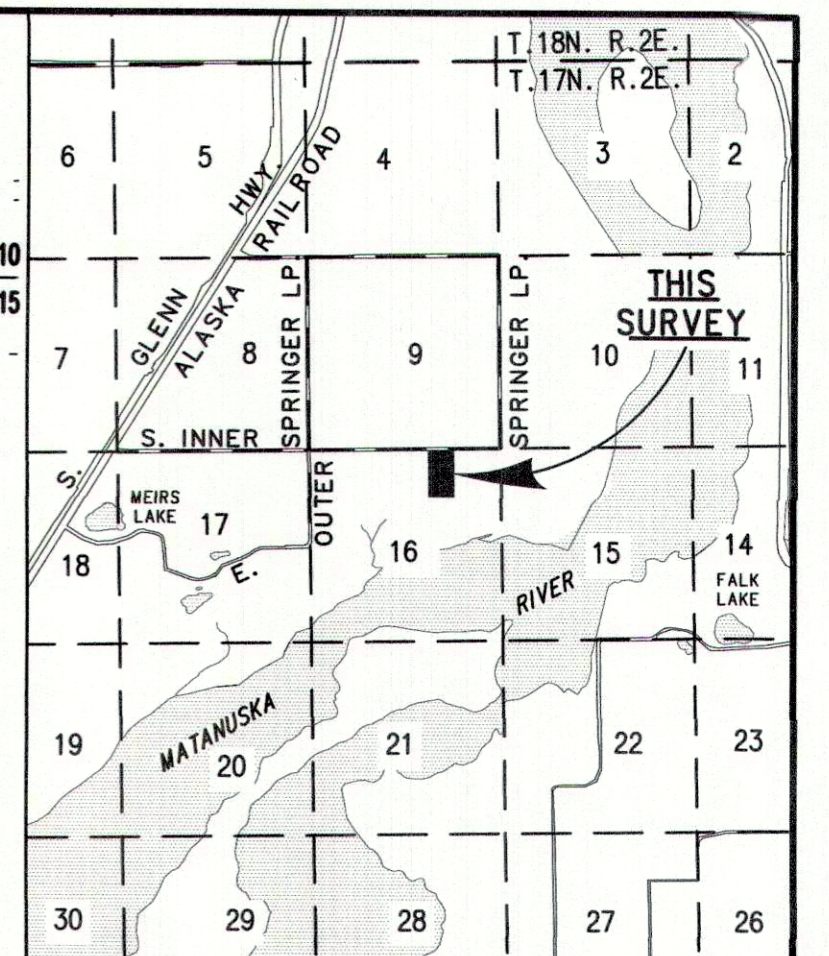 T.18N. R.2E.
T.17N. R.2E.
6
5
4
3
2
GLENN HWY.
ALASKA RAILROAD
10
15
7
8
SPRINGER LP.
9
SPRINGER LP.
10
THIS
SURVEY
11
S. INNER
S.
OUTER
MEIRS
LAKE
17
18
E.
16
15
14
RIVER
FALK
LAKE
19
MATANUSKA
20
21
22
23
30
29
28
27
26